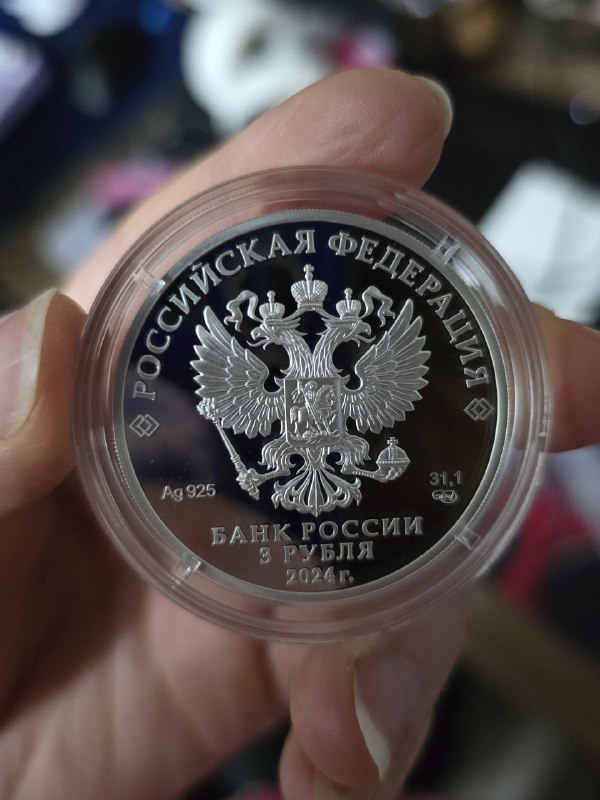 РОССИЙСКАЯ ФЕДЕРАЦИЯ
Ag 925
31,1
БАНК РОССИИ
3 РУБЛЯ
2024 г.